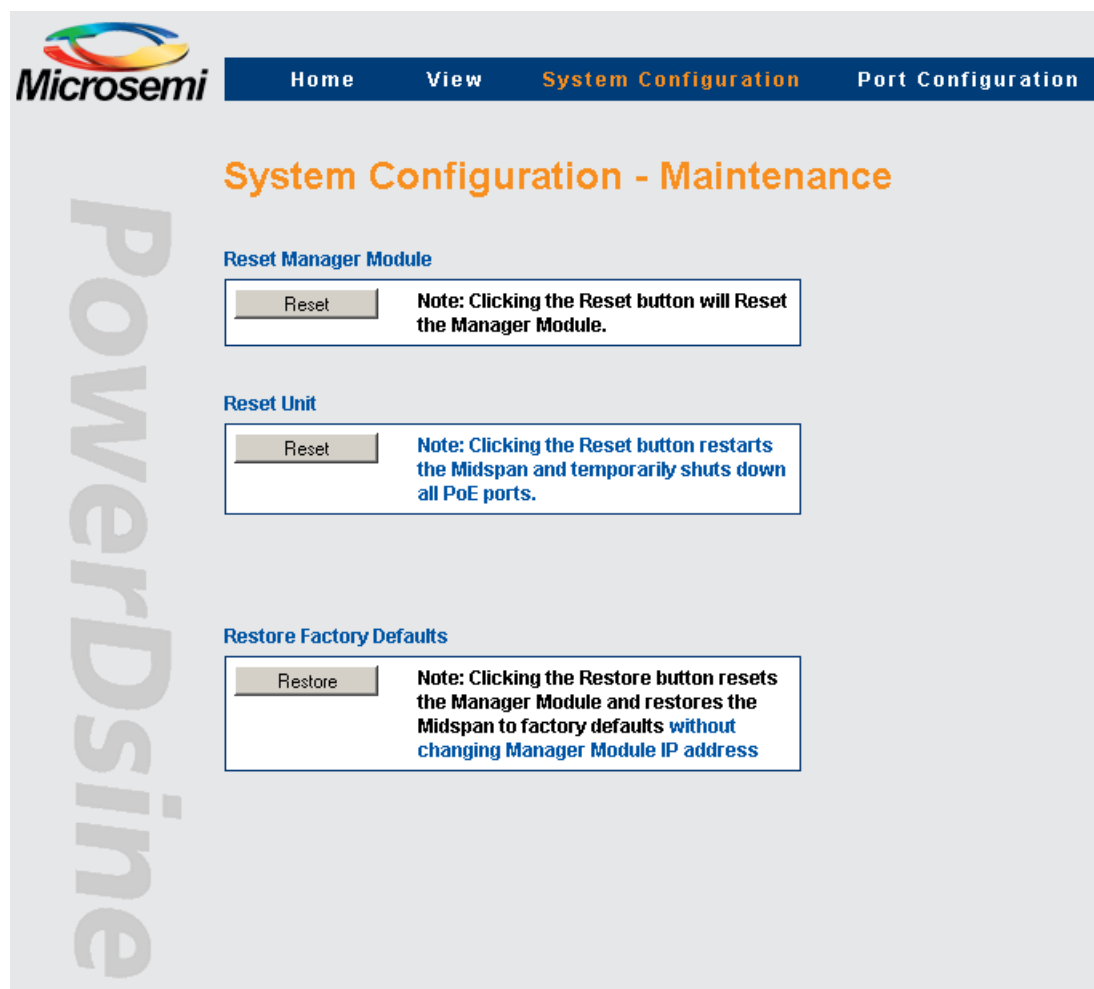 Microsemi
Home View System Configuration Port Configuration
System Configuration - Maintenance
PowerDsine
Reset Manager Module
Reset
Note: Clicking the Reset button will Reset
the Manager Module.
Reset Unit
Reset
Note: Clicking the Reset button restarts
the Midspan and temporarily shuts down
all PoE ports.
Restore Factory Defaults
Restore
Note: Clicking the Restore button resets
the Manager Module and restores the
Midspan to factory defaults without
changing Manager Module IP address